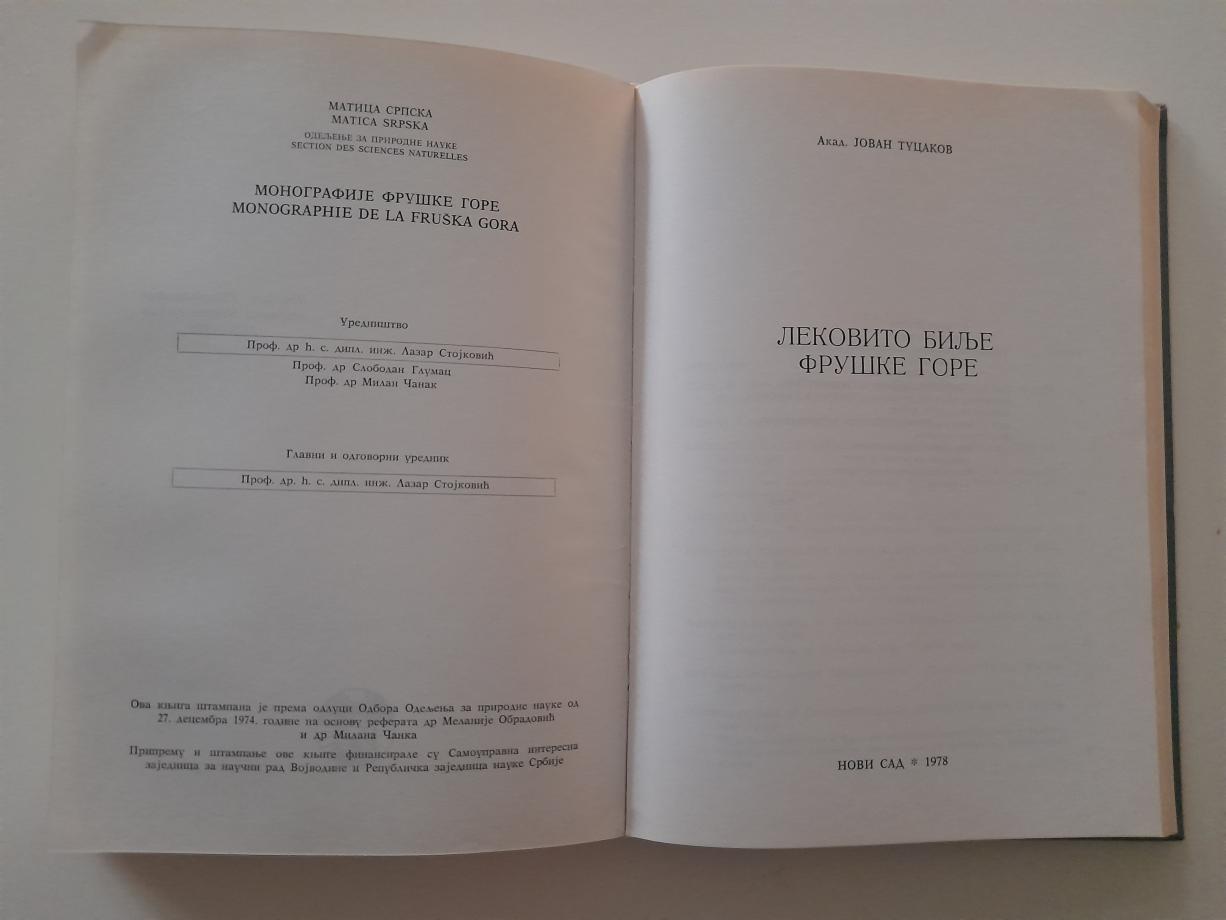 МАТИЦА СРПСКА
MATICA SRPSKA
ОДЕЉЕЊЕ ЗА ПРИРОДНЕ НАУКЕ
SECTION DES SCIENCES NATURELLES
МОНОГРАФИЈЕ ФРУШКЕ ГОРЕ
MONOGRAPHIE DE LA FRUŠKA GORA
Уредништво
Проф. др h. c. дипл. инж. Лазар Стојковић
Проф. др Слободан Глумац
Проф. др Милан Чанак
Главни и одговорни уредник
Проф. др. h. c. дипл. инж. Лазар Стојковић
Ова књига штампана је према одлуци Одбора Одељења за природне науке од
27. децембра 1974. године на основу реферата др Меланије Обрадовић
и др Милана Чанка
Припрему и штампање ове књиге финансирале су Самоуправна интересна
заједница за научни рад Војводине и Републичка заједница науке Србије
Акад. ЈОВАН ТУЦАКОВ
ЛЕКОВИТО БИЉЕ
ФРУШКЕ ГОРЕ
НОВИ САД * 1978